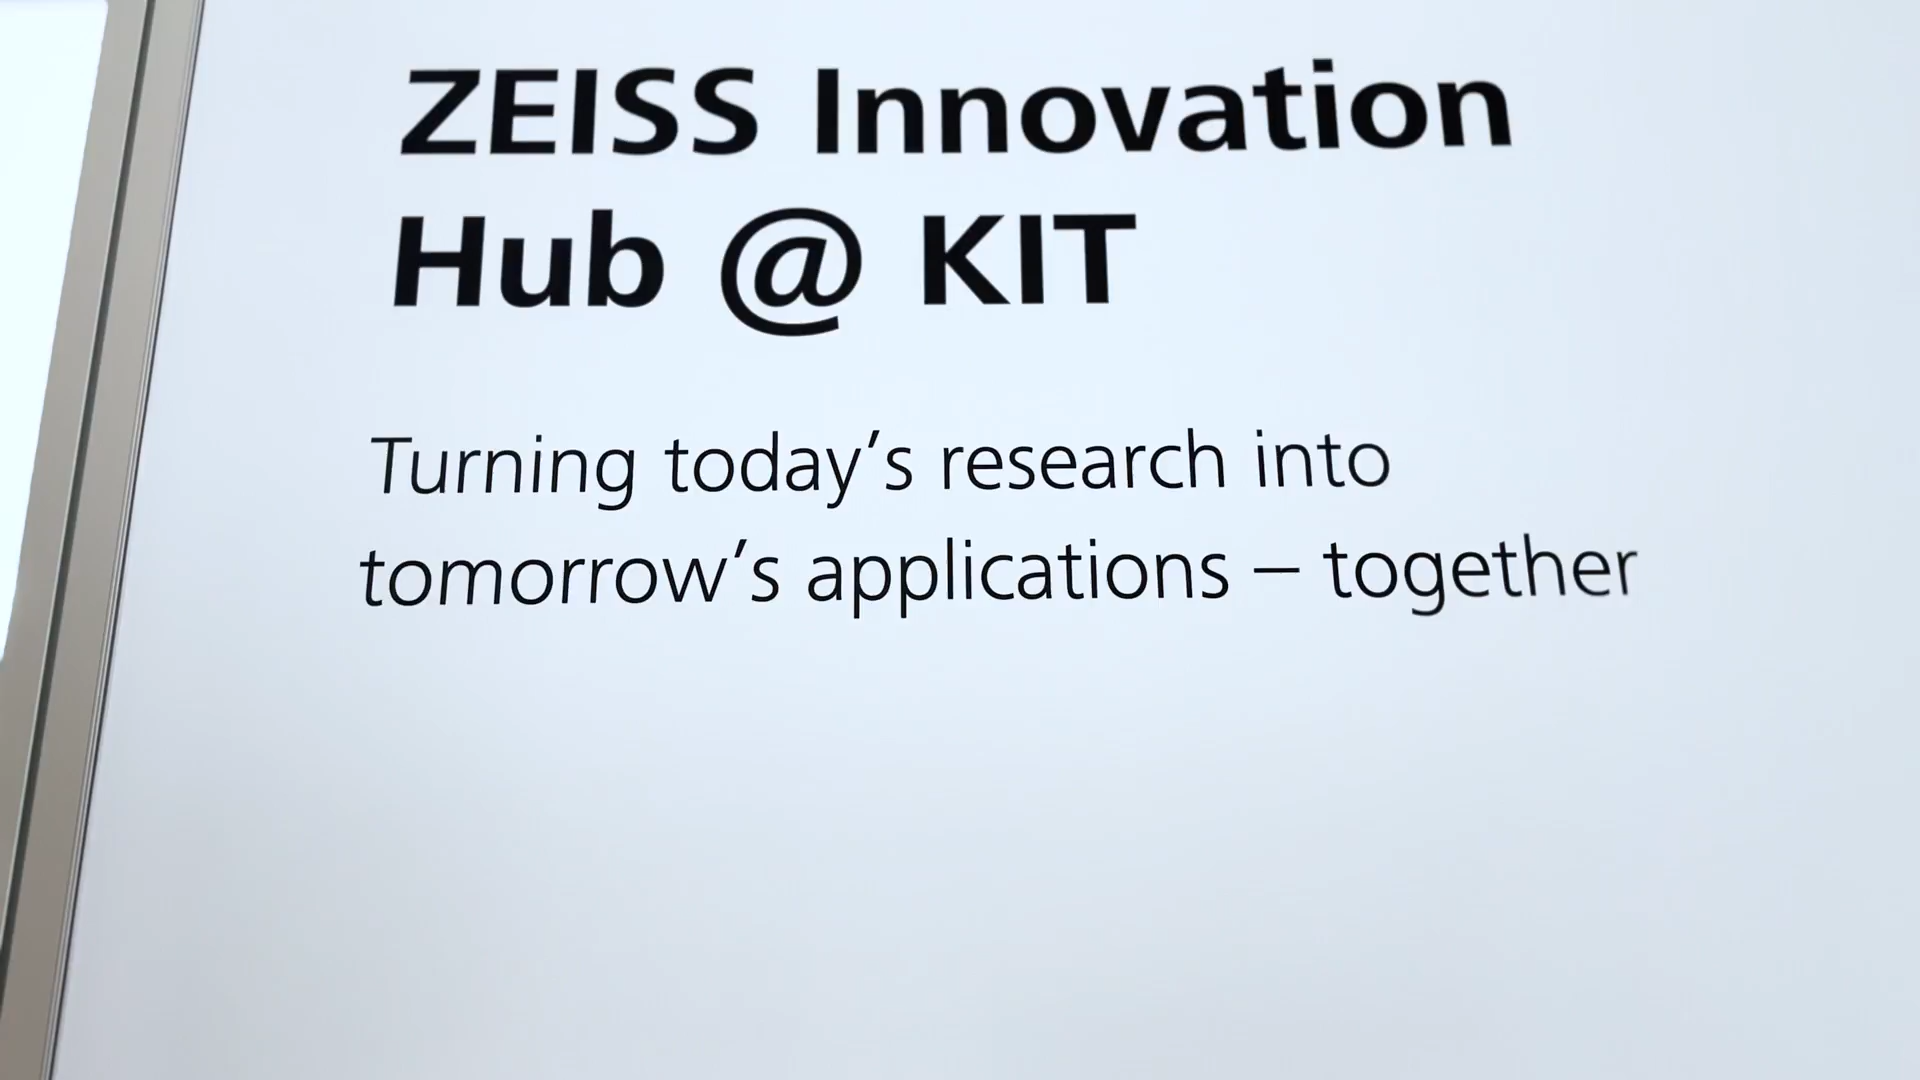 ZEISS Innovation
Hub @ KIT
Turning today’s research into
tomorrow’s applications – together